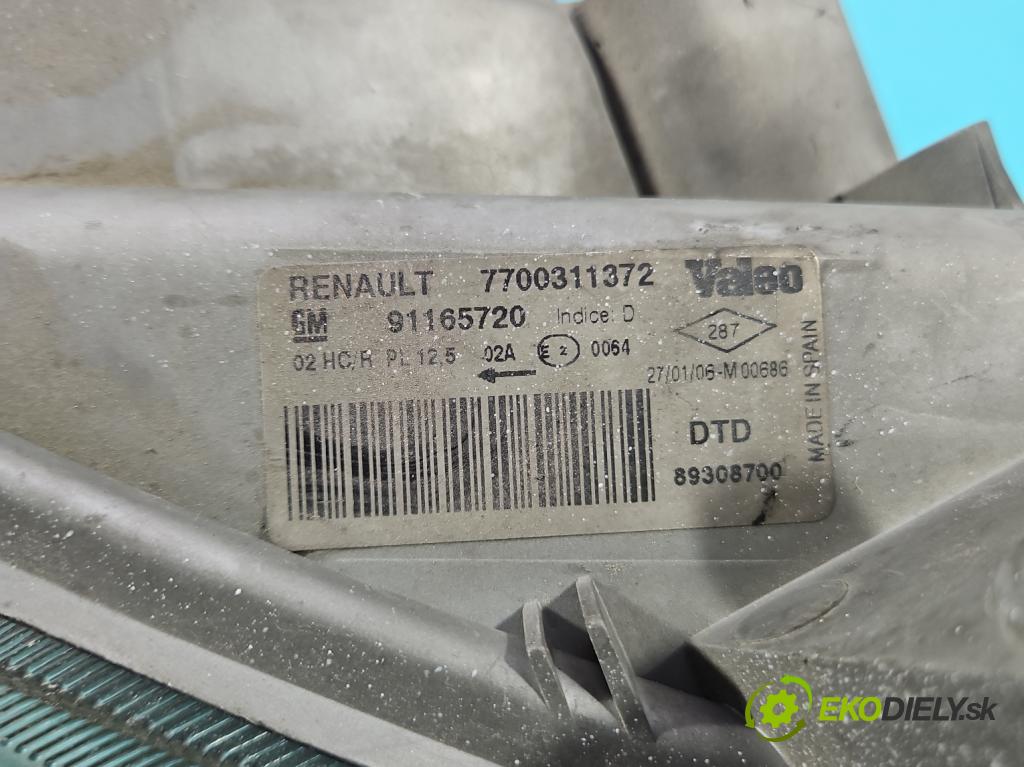 RENAULT 7700311372 Valeo
GM 91165720 Indice: D
287
02 HC/R PL 12,5 02A E 2 0064
27/01/06-M 00686
MADE IN SPAIN
DTD
89308700
EKODIELY.sk